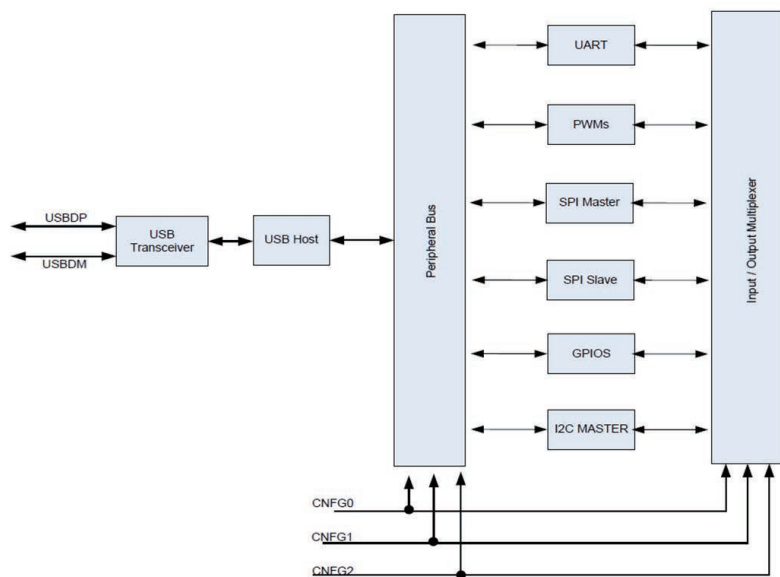 UART
PWMs
SPI Master
SPI Slave
GPIOS
I2C MASTER
USBDP
USBDM
USB
Transceiver
USB Host
Peripheral Bus
Input / Output Multiplexer
CNFG0
CNFG1
CNFG2